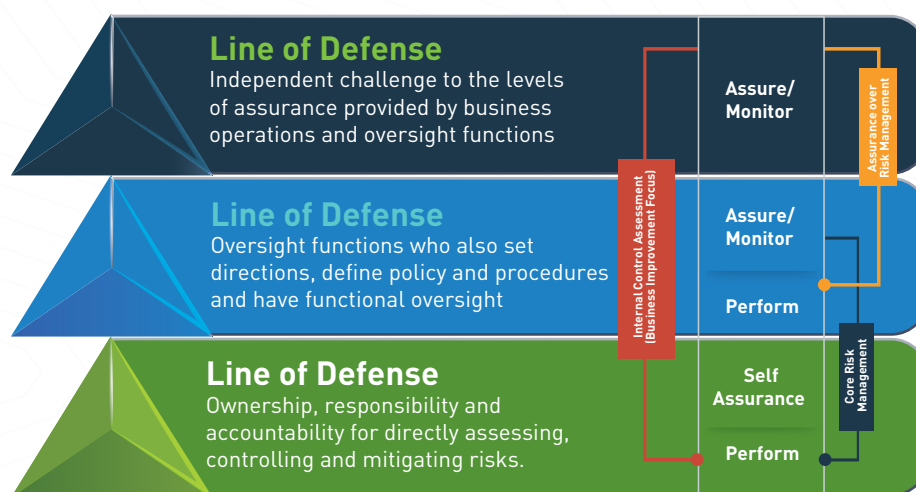 Line of Defense
Independent challenge to the levels
of assurance provided by business
operations and oversight functions
Assure/
Monitor
Assurance over
Risk Management
Line of Defense
Oversight functions who also set
directions, define policy and procedures
and have functional oversight
Internal Control Assessment
(Business Improvement Focus)
Assure/
Monitor
Perform
Line of Defense
Ownership, responsibility and
accountability for directly assessing,
controlling and mitigating risks.
Self
Assurance
Perform
Core Risk
Management